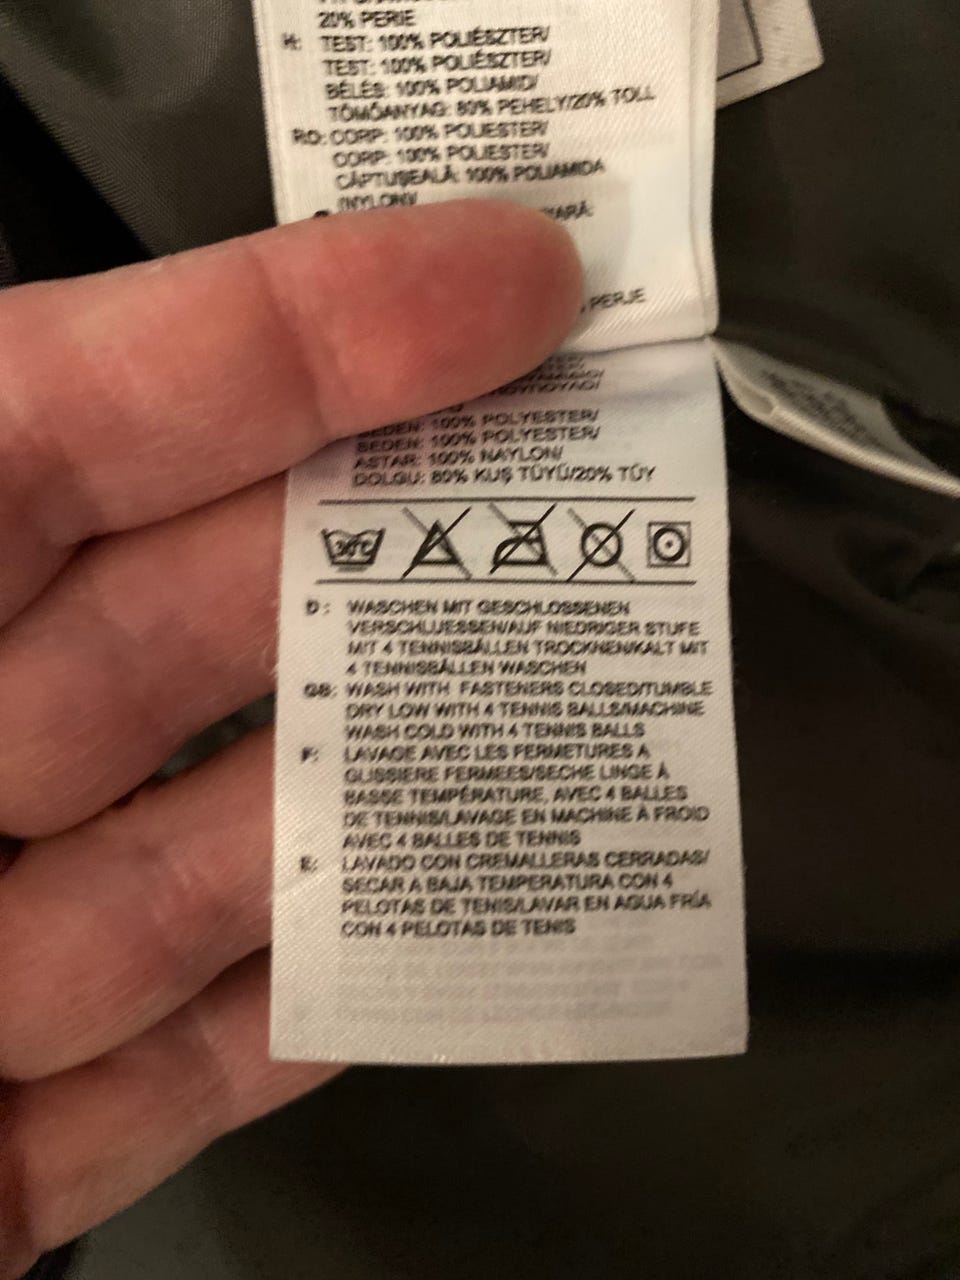 20% PERIE
H: TEST: 100% POLIÉSZTER/
TEST: 100% POLIÉSZTER/
BÉLÉS: 100% POLIAMID/
TÖMŐANYAG: 80% PEHELY/20% TOLL
RO: CORP: 100% POLIESTER/
CORP: 100% POLIESTER/
CĂPTUȘEALĂ: 100% POLIAMIDA
(NYLON)/
PERJE
BEDEN: 100% POLYESTER/
BEDEN: 100% POLYESTER/
ASTAR: 100% NAYLON/
DOLGU: 80% KUŞ TÜYÜ/20% TÜY
30°C
D: WASCHEN MIT GESCHLOSSENEN
VERSCHLUESSEN/AUF NIEDRIGER STUFE
MIT 4 TENNISBÄLLEN TROCKNEN/KALT MIT
4 TENNISBÄLLEN WASCHEN
GB: WASH WITH FASTENERS CLOSED/TUMBLE
DRY LOW WITH 4 TENNIS BALLS/MACHINE
WASH COLD WITH 4 TENNIS BALLS
F: LAVAGE AVEC LES FERMETURES A
GLISSIERE FERMEES/SECHE LINGE À
BASSE TEMPÉRATURE, AVEC 4 BALLES
DE TENNIS/LAVAGE EN MACHINE À FROID
AVEC 4 BALLES DE TENNIS
E: LAVADO CON CREMALLERAS CERRADAS/
SECAR A BAJA TEMPERATURA CON 4
PELOTAS DE TENIS/LAVAR EN AGUA FRÍA
CON 4 PELOTAS DE TENIS